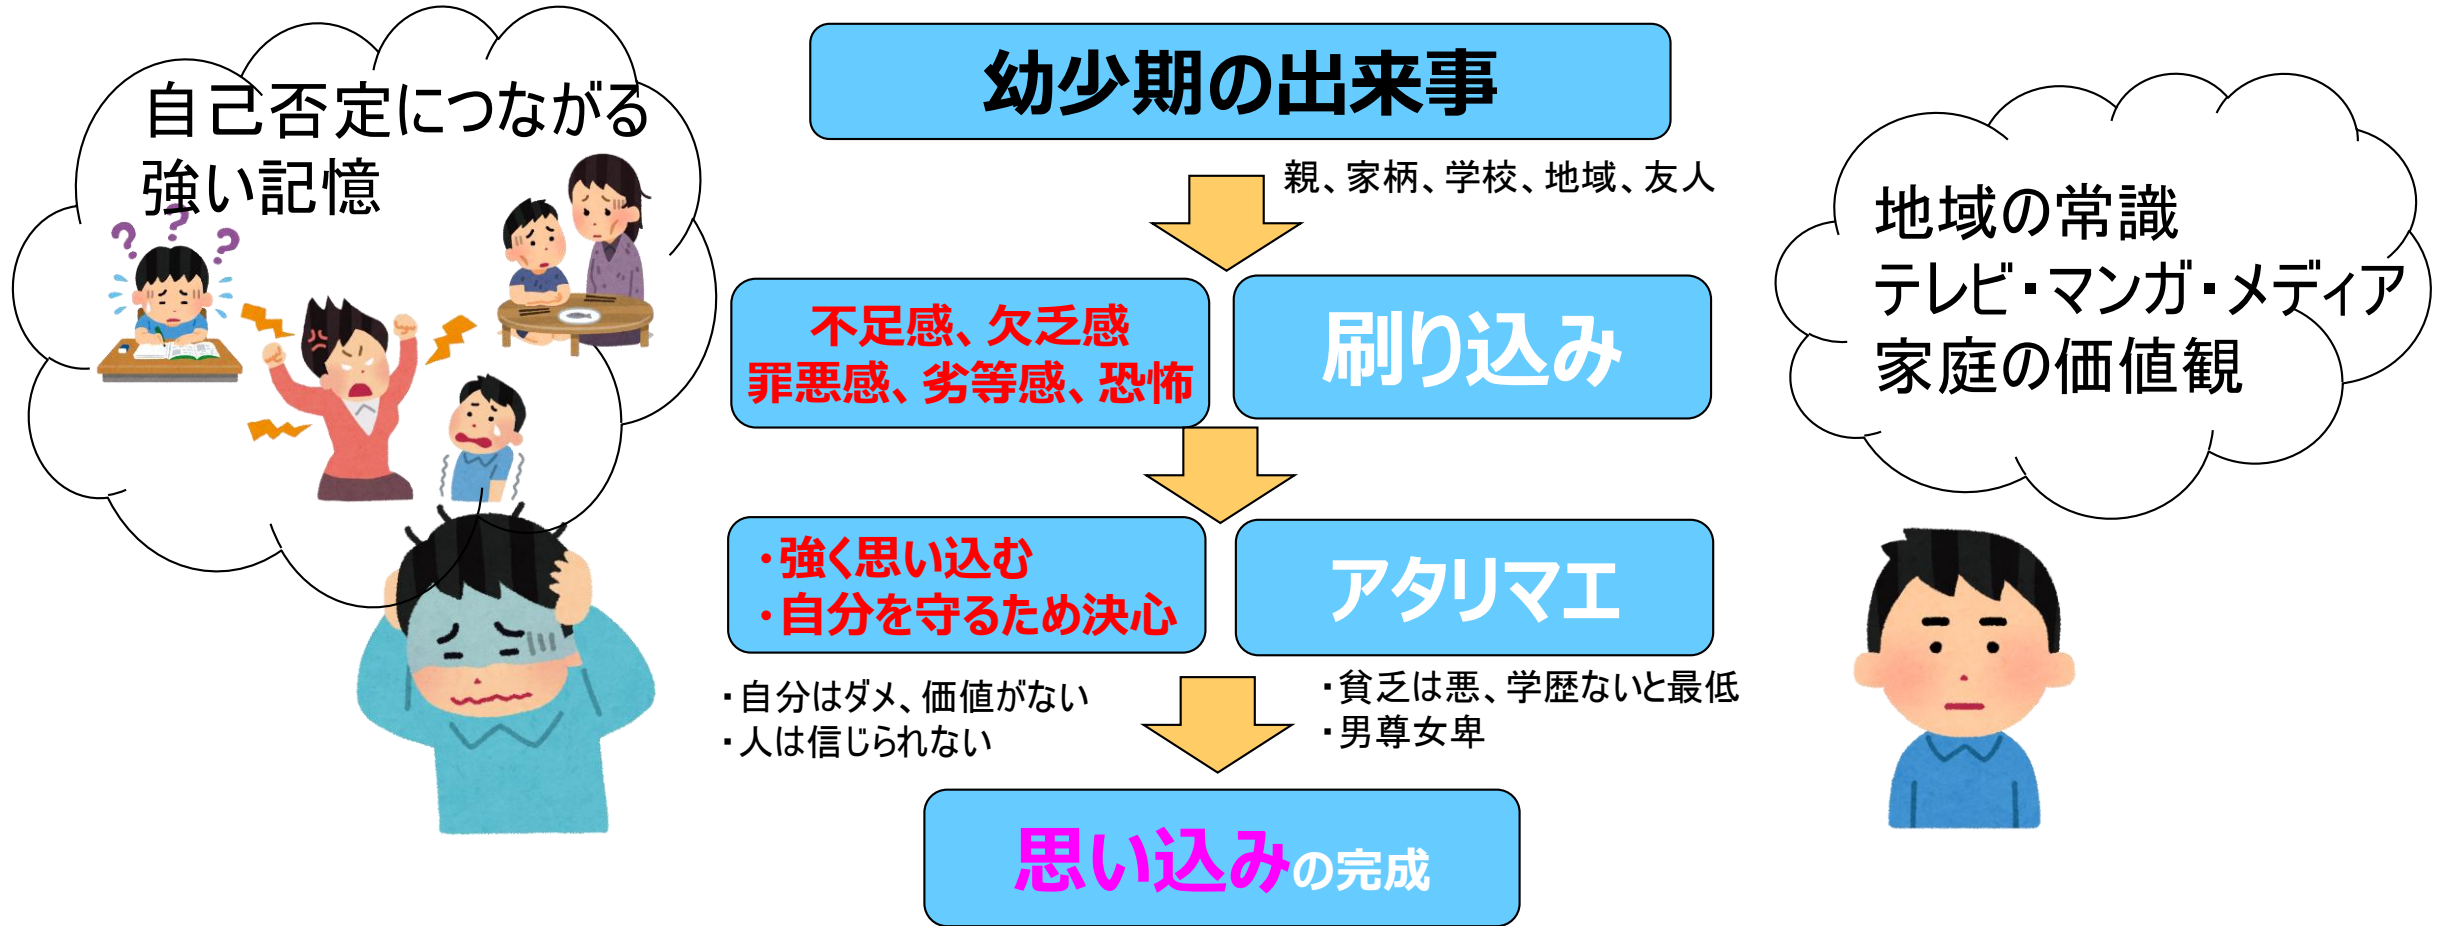 自己否定につながる
強い記憶
? ? ?
幼少期の出来事
親、家柄、学校、地域、友人
不足感、欠乏感
罪悪感、劣等感、恐怖
刷り込み
・強く思い込む
・自分を守るため決心
アタリマエ
・自分はダメ、価値がない
・人は信じられない
・貧乏は悪、学歴ないと最低
・男尊女卑
思い込みの完成
地域の常識
テレビ・マンガ・メディア
家庭の価値観